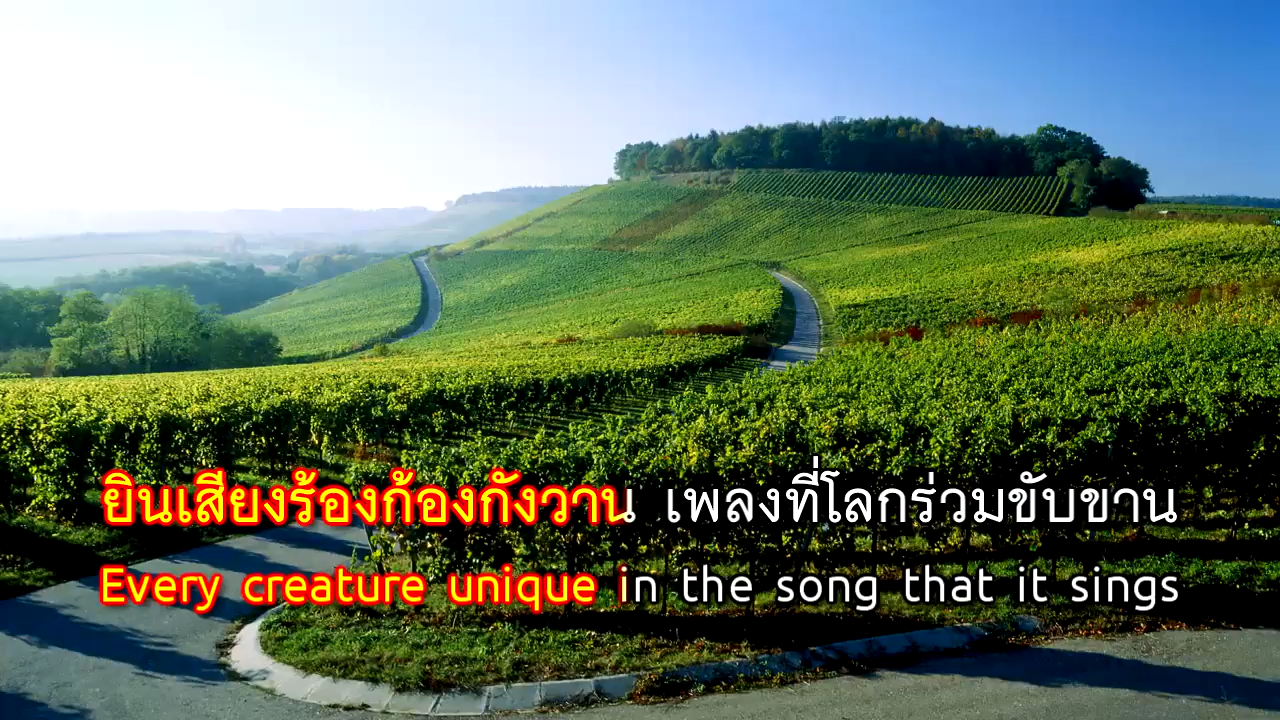 ยินเสียงร้องก้องกังวาน เพลงที่โลกร่วมขับขาน
Every creature unique in the song that it sings